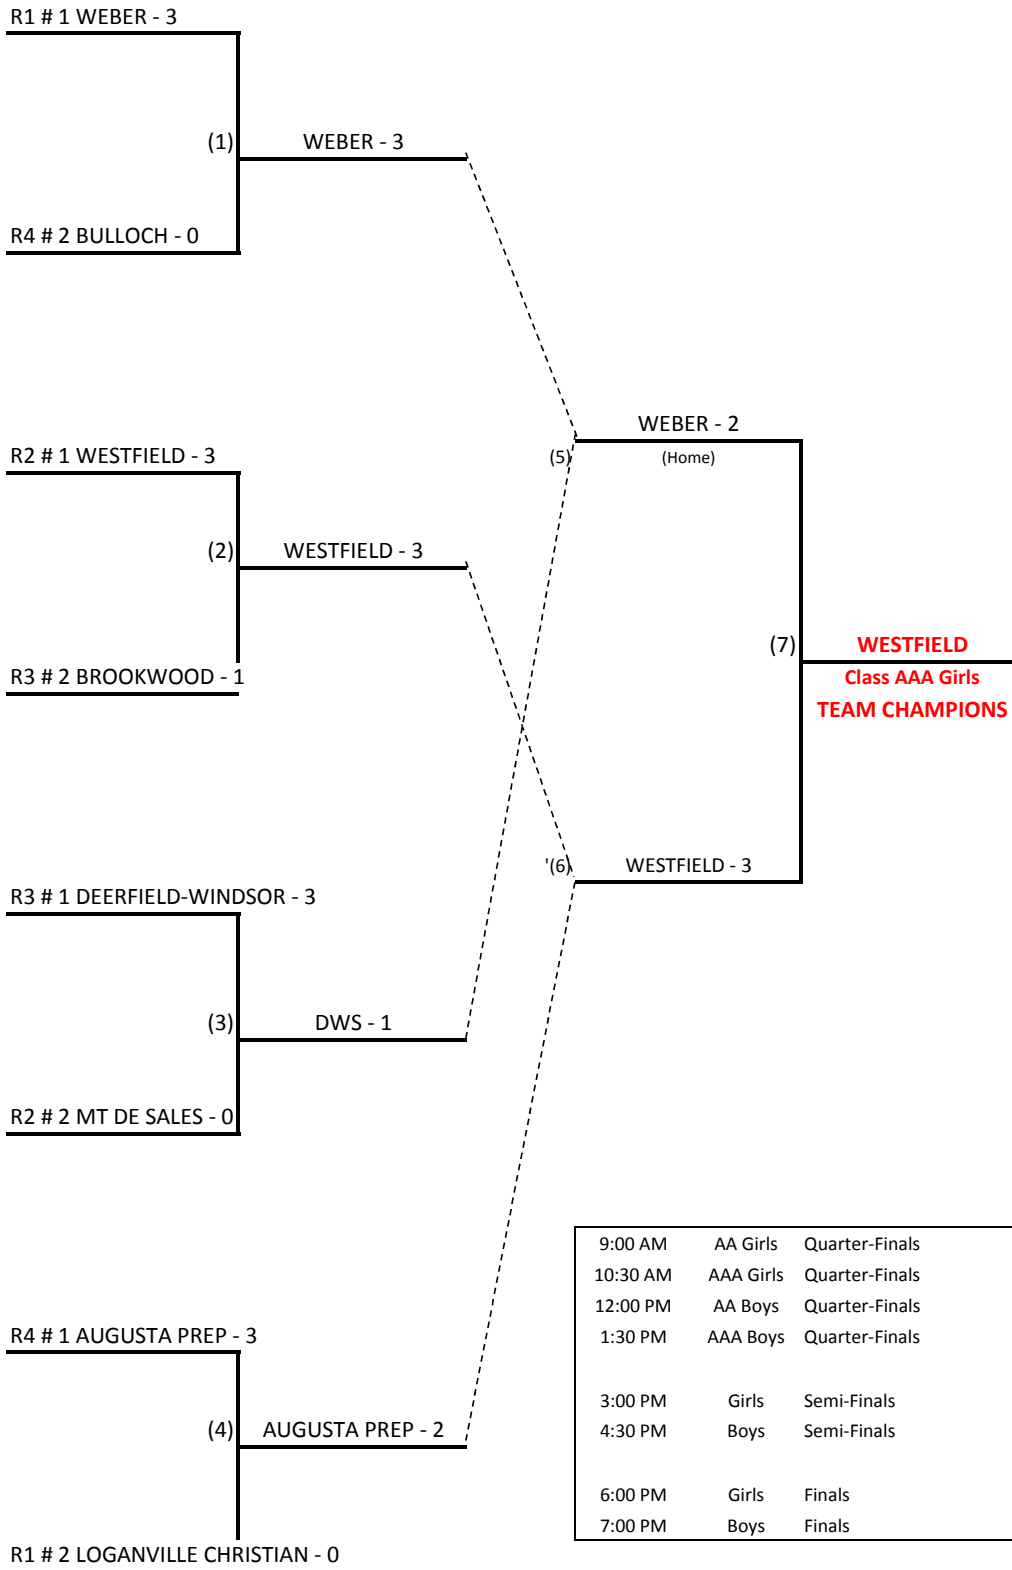 R1 # 1 WEBER - 3
(1)
WEBER - 3
R4 # 2 BULLOCH - 0
WEBER - 2
(5)
(Home)
R2 # 1 WESTFIELD - 3
(2)
WESTFIELD - 3
(7)
WESTFIELD
R3 # 2 BROOKWOOD - 1
Class AAA Girls
TEAM CHAMPIONS
'(6)
WESTFIELD - 3
R3 # 1 DEERFIELD-WINDSOR - 3
(3)
DWS - 1
R2 # 2 MT DE SALES - 0
9:00 AM AA Girls Quarter-Finals
10:30 AM AAA Girls Quarter-Finals
12:00 PM AA Boys Quarter-Finals
1:30 PM AAA Boys Quarter-Finals
3:00 PM Girls Semi-Finals
4:30 PM Boys Semi-Finals
6:00 PM Girls Finals
7:00 PM Boys Finals
R4 # 1 AUGUSTA PREP - 3
(4)
AUGUSTA PREP - 2
R1 # 2 LOGANVILLE CHRISTIAN - 0